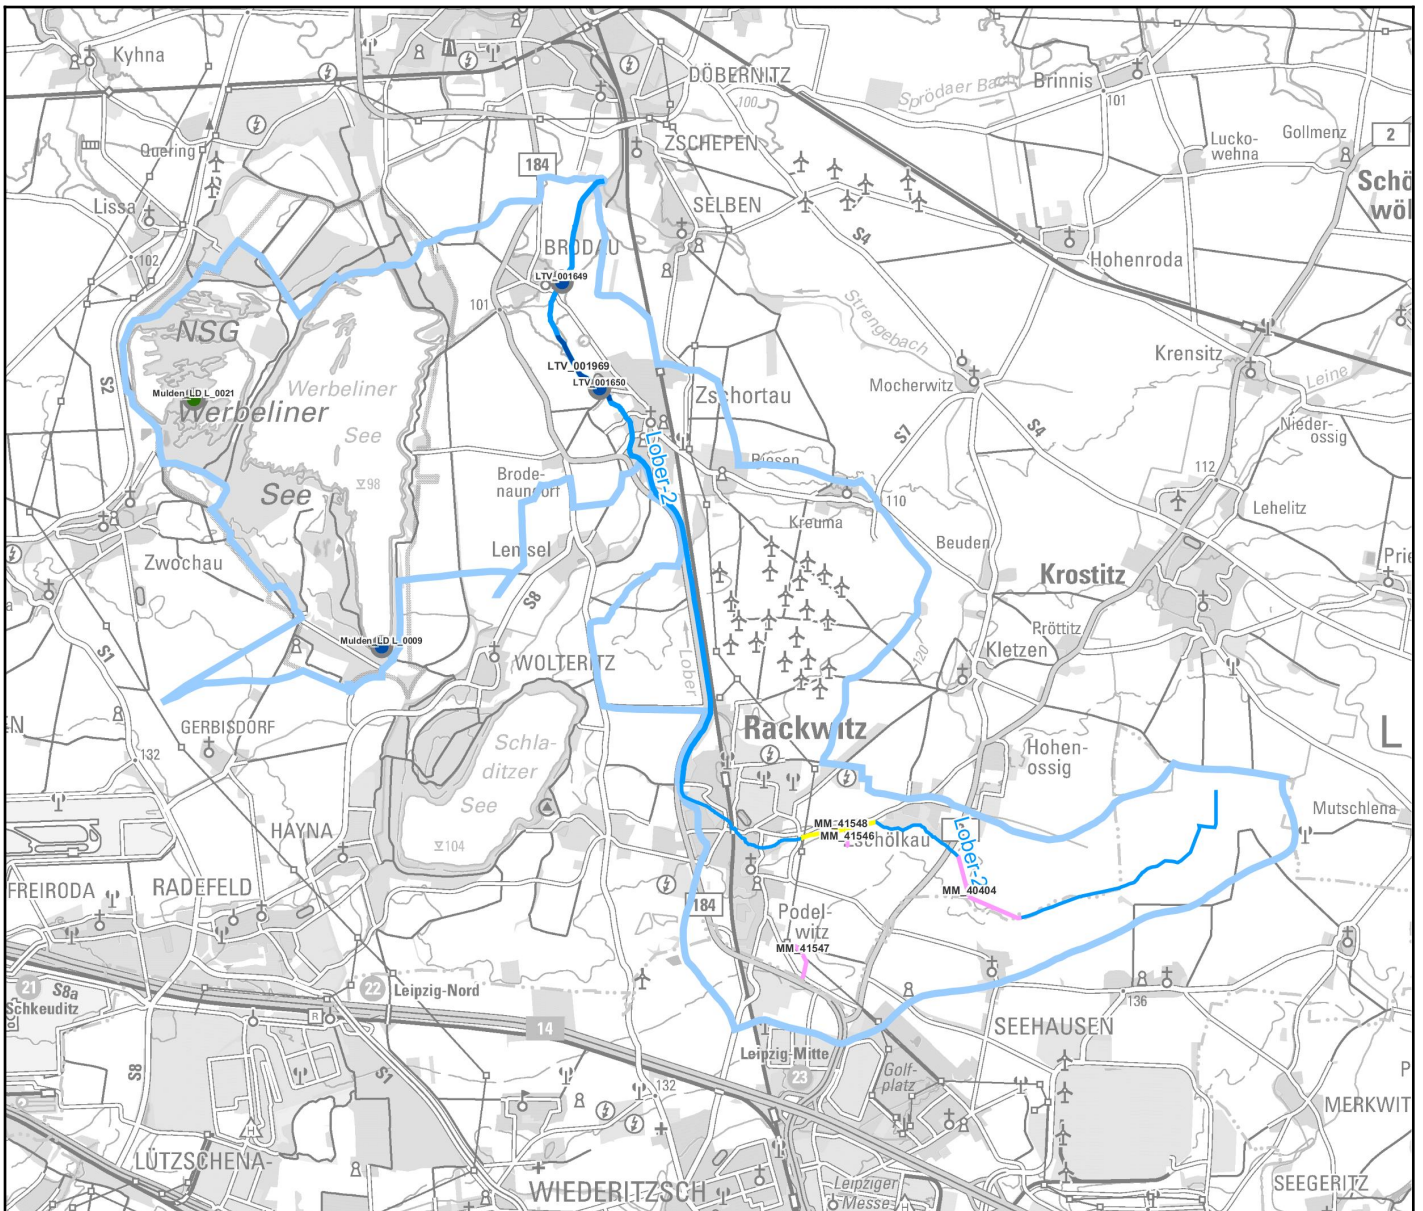 Kyhna
DÖBERNITZ
100
Sprödaer Bach
Brinnis
101
Lucko-
wehna
Gollmenz
2
Quering
ZSCHEPEN
184
Schö
wöl
Lissa
SELBEN
S4
102
BRODAU
Hohenroda
LTV_001649
101
Strengebach
NSG
Krensitz
S2
LTV_001969
LTV_001650
Mocherwitz
Leine
Werbeliner
See
Zschortau
Mulden_LD L_0021
Werbeliner
See
S7
S4
Nieder-
ossig
Lober-2
98
Brode-
naundorf
Biesen
112
110
Kreuma
Lehelitz
Beuden
Lemsel
Zwochau
Krostitz
Prie
S8
Pröttitz
Mulden_LD L_0009
S1
WOLTERITZ
Lober
120
Kletzen
GERBISDORF
132
Schla-
ditzer
See
Rackwitz
Hohen-
ossig
L
Mutschlena
HAYNA
104
MM_41548
MM_41546
Zschölkau
Lober-2
FREIRODA
RADEFELD
MM_40404
184
Podel-
witz
MM_41547
21
S8a
Schkeuditz
22
Leipzig-Nord
R
14
136
SEEHAUSEN
Leipzig-Mitte
23
Golf-
platz
S8
S1
132
MERKWIT
H
LÜTZSCHENA-
WIEDERITZSCH
Leipziger
Messe
H
SEEGERITZ